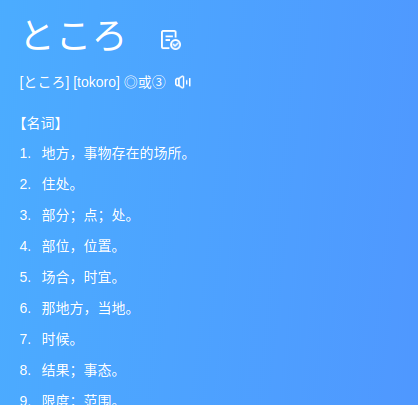 ところ
[ところ] [tokoro] ◎或③
【名词】
1. 地方，事物存在的场所。
2. 住处。
3. 部分；点；处。
4. 部位，位置。
5. 场合，时宜。
6. 那地方，当地。
7. 时候。
8. 结果；事态。
9. 限度；范围。